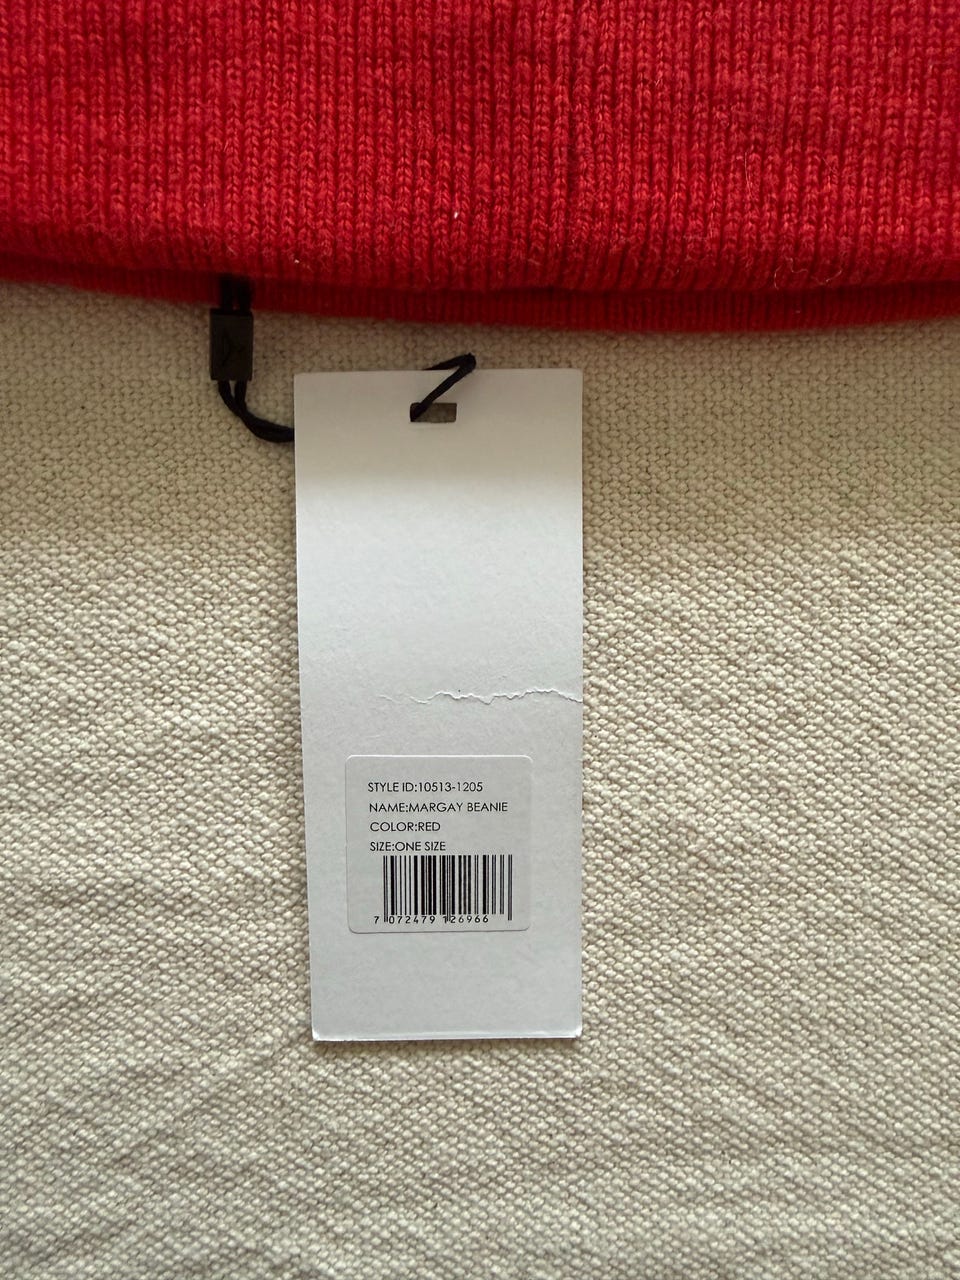 STYLE ID:10513-1205
NAME:MARGAY BEANIE
COLOR:RED
SIZE:ONE SIZE
7 072479 126966